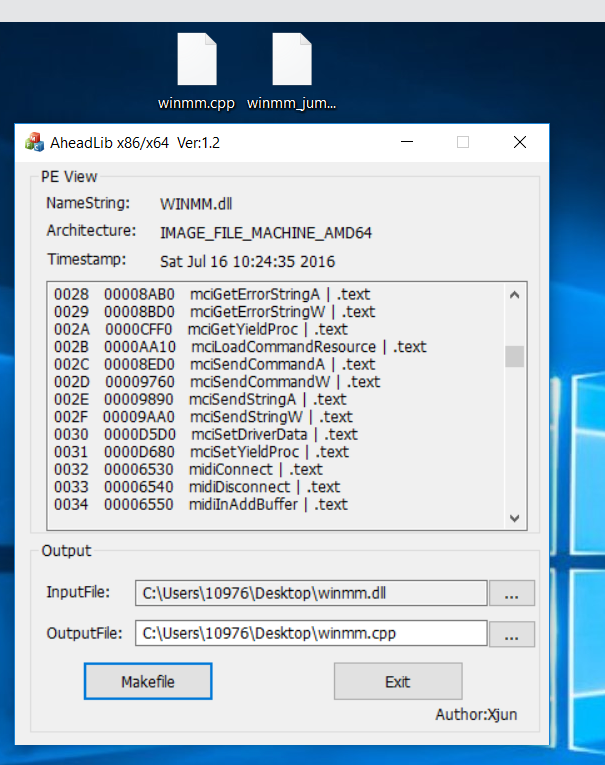 winmm.cpp winmm_jum...
AheadLib x86/x64 Ver:1.2
PE View
NameString: WINMM.dll
Architecture: IMAGE_FILE_MACHINE_AMD64
Timestamp: Sat Jul 16 10:24:35 2016
0028 00008AB0 mciGetErrorStringA | .text
0029 00008BD0 mciGetErrorStringW | .text
002A 0000CFF0 mciGetYieldProc | .text
002B 0000AA10 mciLoadCommandResource | .text
002C 00008ED0 mciSendCommandA | .text
002D 00009760 mciSendCommandW | .text
002E 00009890 mciSendStringA | .text
002F 00009AA0 mciSendStringW | .text
0030 0000D5D0 mciSetDriverData | .text
0031 0000D680 mciSetYieldProc | .text
0032 00006530 midiConnect | .text
0033 00006540 midiDisconnect | .text
0034 00006550 midiInAddBuffer | .text
Output
InputFile: C:\Users\10976\Desktop\winmm.dll ...
OutputFile: C:\Users\10976\Desktop\winmm.cpp ...
Makefile Exit
Author:Xjun